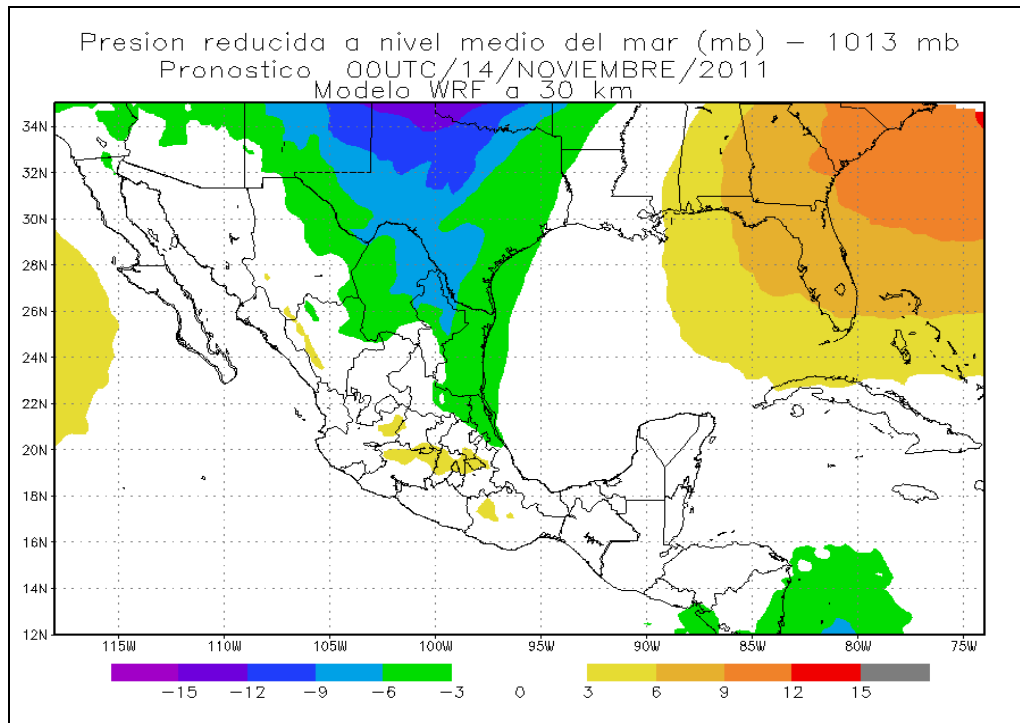 Presion reducida a nivel medio del mar (mb) – 1013 mb
Pronostico 00UTC/14/NOVIEMBRE/2011
Modelo WRF a 30 km
34N
32N
30N
28N
26N
24N
22N
20N
18N
16N
14N
12N
115W 110W 105W 100W 95W 90W 85W 80W 75W
−15 −12 −9 −6 −3 0 3 6 9 12 15